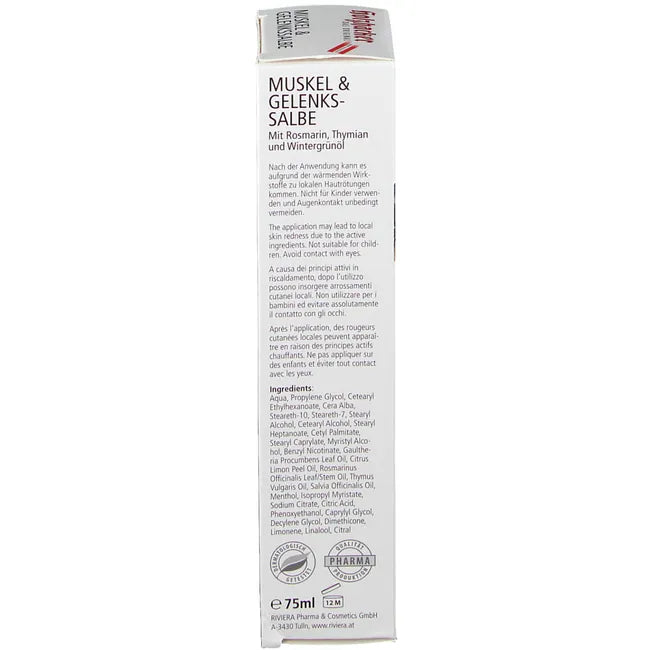 MUSKEL &
GELENKSSALBE
MUSKEL &
GELENKS-
SALBE
Mit Rosmarin, Thymian
und Wintergrünöl
Nach der Anwendung kann es
aufgrund der wärmenden Wirk-
stoffe zu lokalen Hautrötungen
kommen. Nicht für Kinder verwen-
den und Augenkontakt unbedingt
vermeiden.
The application may lead to local
skin redness due to the active
ingredients. Not suitable for child-
ren. Avoid contact with eyes.
A causa dei principi attivi in
riscaldamento, dopo l'utilizzo
possono insorgere arrossamenti
cutanei locali. Non utilizzare per i
bambini ed evitare assolutamente
il contatto con gli occhi.
Après l'application, des rougeurs
cutanées locales peuvent apparaî-
tre en raison des principes actifs
chauffants. Ne pas appliquer sur
des enfants et éviter tout contact
avec les yeux.
Ingredients:
Aqua, Propylene Glycol, Cetearyl
Ethylhexanoate, Cera Alba,
Steareth-10, Steareth-7, Stearyl
Alcohol, Cetearyl Alcohol, Stearyl
Heptanoate, Cetyl Palmitate,
Stearyl Caprylate, Myristyl Alco-
hol, Benzyl Nicotinate, Gaulthe-
ria Procumbens Leaf Oil, Citrus
Limon Peel Oil, Rosmarinus
Officinalis Leaf/Stem Oil, Thymus
Vulgaris Oil, Salvia Officinalis Oil,
Menthol, Isopropyl Myristate,
Sodium Citrate, Citric Acid,
Phenoxyethanol, Caprylyl Glycol,
Decylene Glycol, Dimethicone,
Limonene, Linalool, Citral
DERMATOLOGISCH
GETESTET
QUALITÄT
PHARMA
PRODUKTION
e 75ml
12 M
RIVIERA Pharma & Cosmetics GmbH
A-3430 Tulln, www.riviera.at